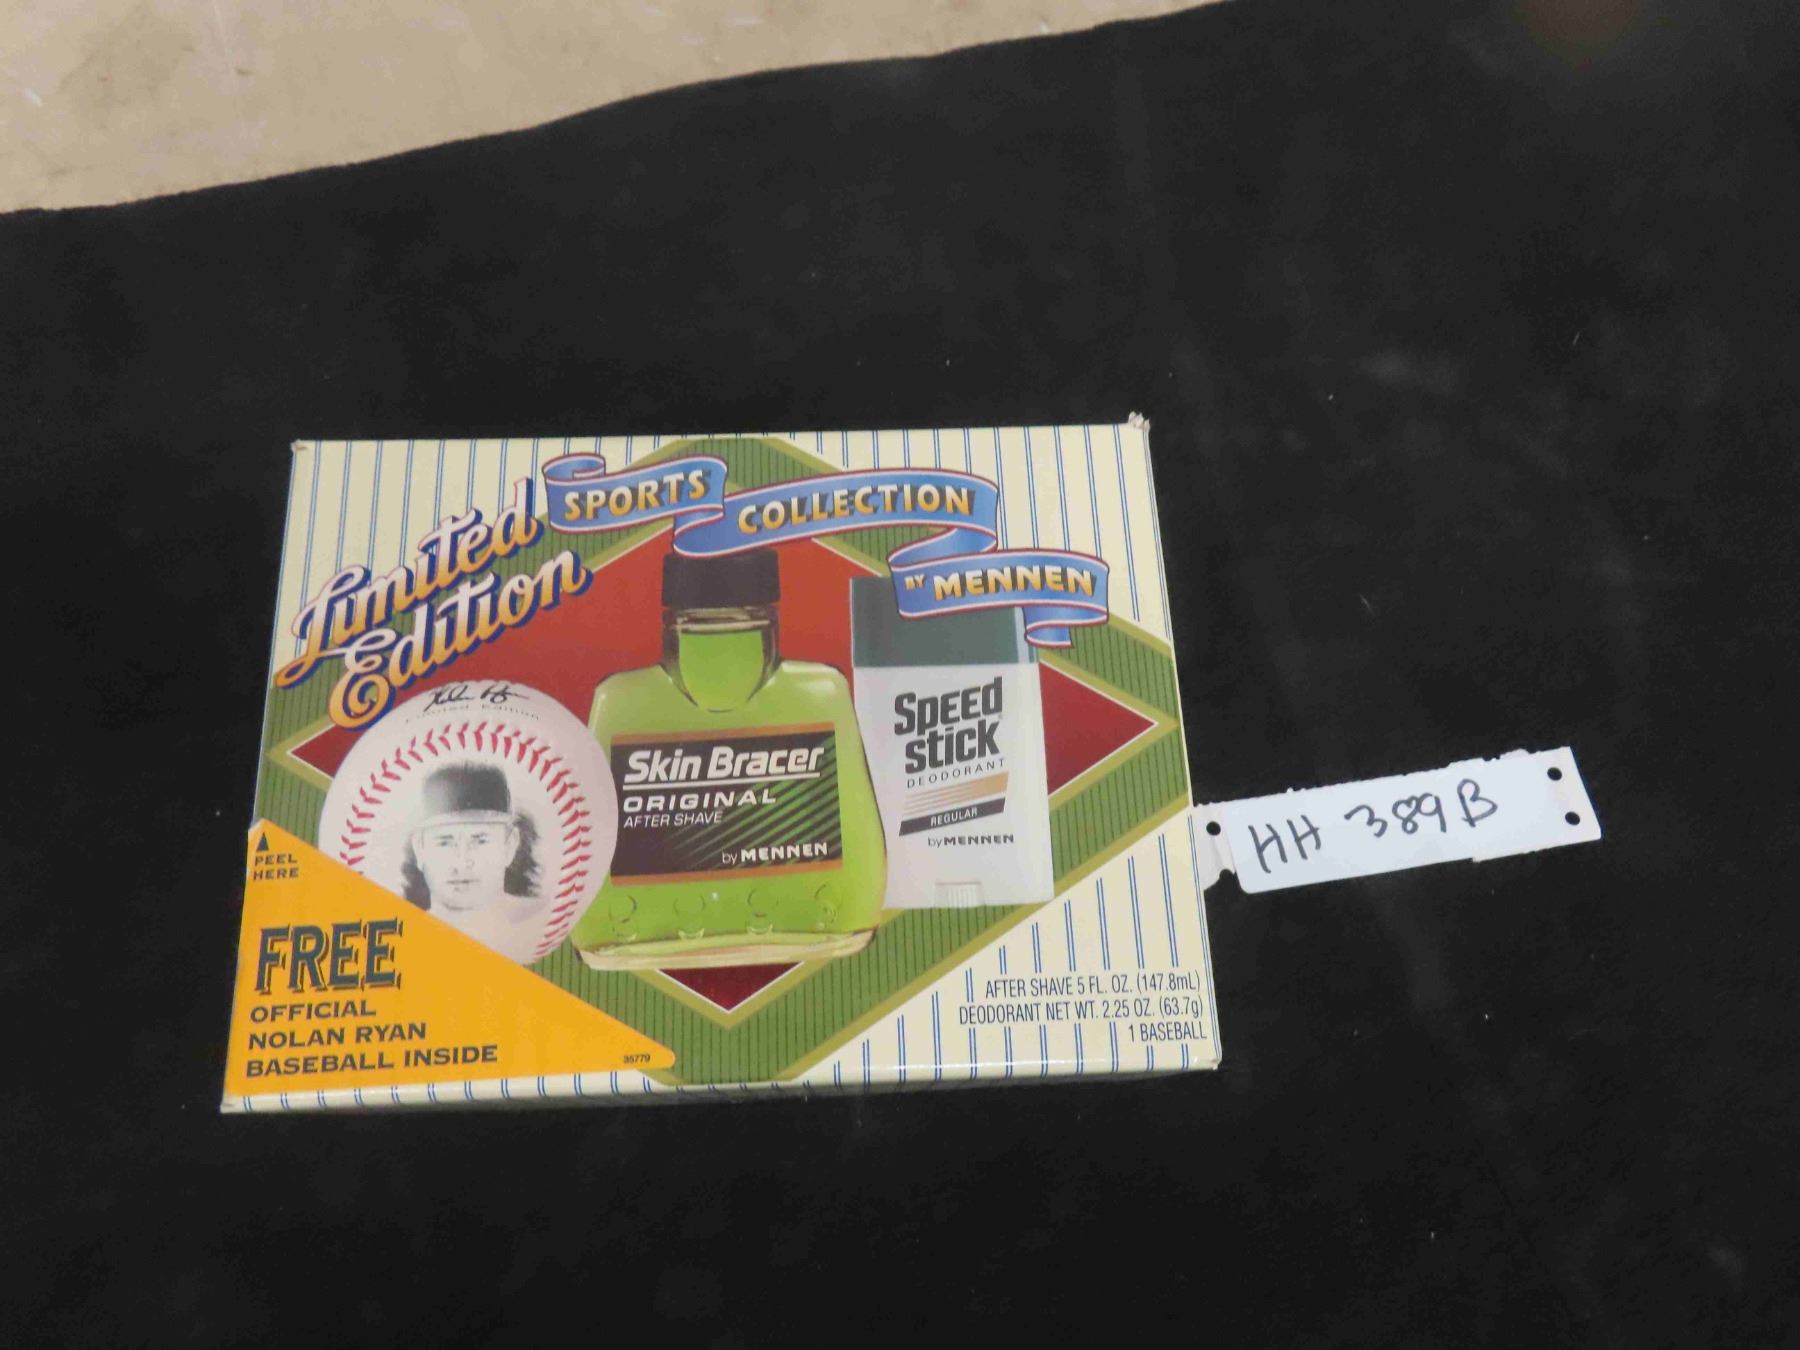 Limited
Edition
SPORTS COLLECTION
BY MENNEN
Limited Edition
Skin Bracer
ORIGINAL
AFTER SHAVE
by MENNEN
Speed
stick
DEODORANT
REGULAR
by MENNEN
PEEL
HERE
FREE
OFFICIAL
NOLAN RYAN
BASEBALL INSIDE
35779
AFTER SHAVE 5 FL. OZ. (147.8mL)
DEODORANT NET WT. 2.25 OZ. (63.7g)
1 BASEBALL
HH 389B